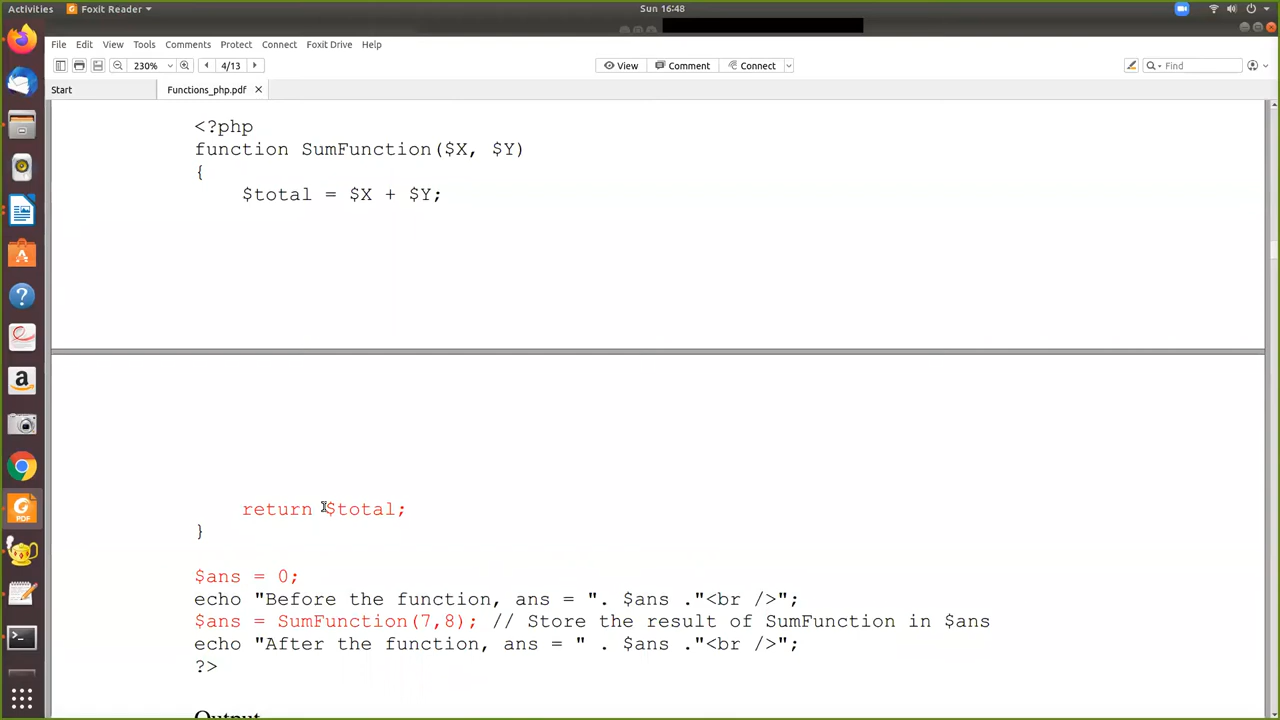 Activities Foxit Reader Sun 16:48
File Edit View Tools Comments Protect Connect Foxit Drive Help
230% 4/13 View Comment Connect Find
Start Functions_php.pdf
<?php
function SumFunction($X, $Y)
{
$total = $X + $Y;
return $total;
}
$ans = 0;
echo "Before the function, ans = ". $ans ."<br />";
$ans = SumFunction(7,8); // Store the result of SumFunction in $ans
echo "After the function, ans = " . $ans ."<br />";
?>
Output